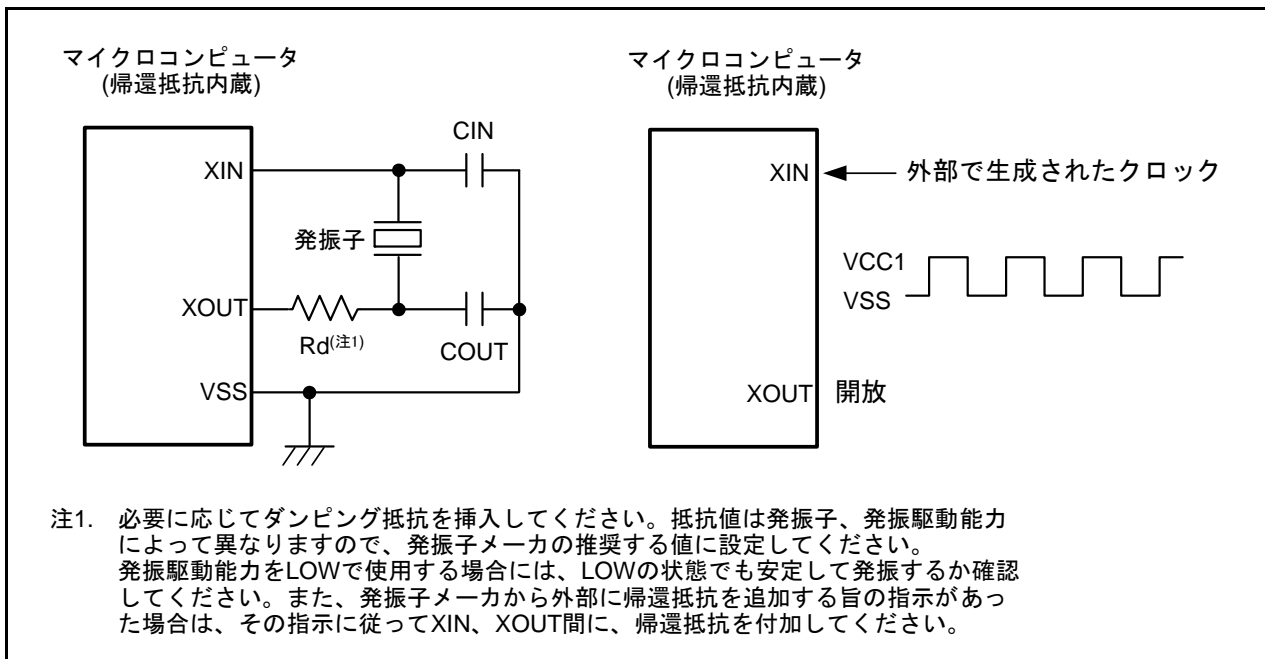 マイクロコンピュータ
(帰還抵抗内蔵)
CIN
XIN
発振子
XOUT
Rd(注1)
COUT
VSS
マイクロコンピュータ
(帰還抵抗内蔵)
XIN
外部で生成されたクロック
VCC1
VSS
XOUT
開放
注1. 必要に応じてダンピング抵抗を挿入してください。抵抗値は発振子、発振駆動能力
によって異なりますので、発振子メーカの推奨する値に設定してください。
発振駆動能力をLOWで使用する場合には、LOWの状態でも安定して発振するか確認
してください。また、発振子メーカから外部に帰還抵抗を追加する旨の指示があっ
た場合は、その指示に従ってXIN、XOUT間に、帰還抵抗を付加してください。